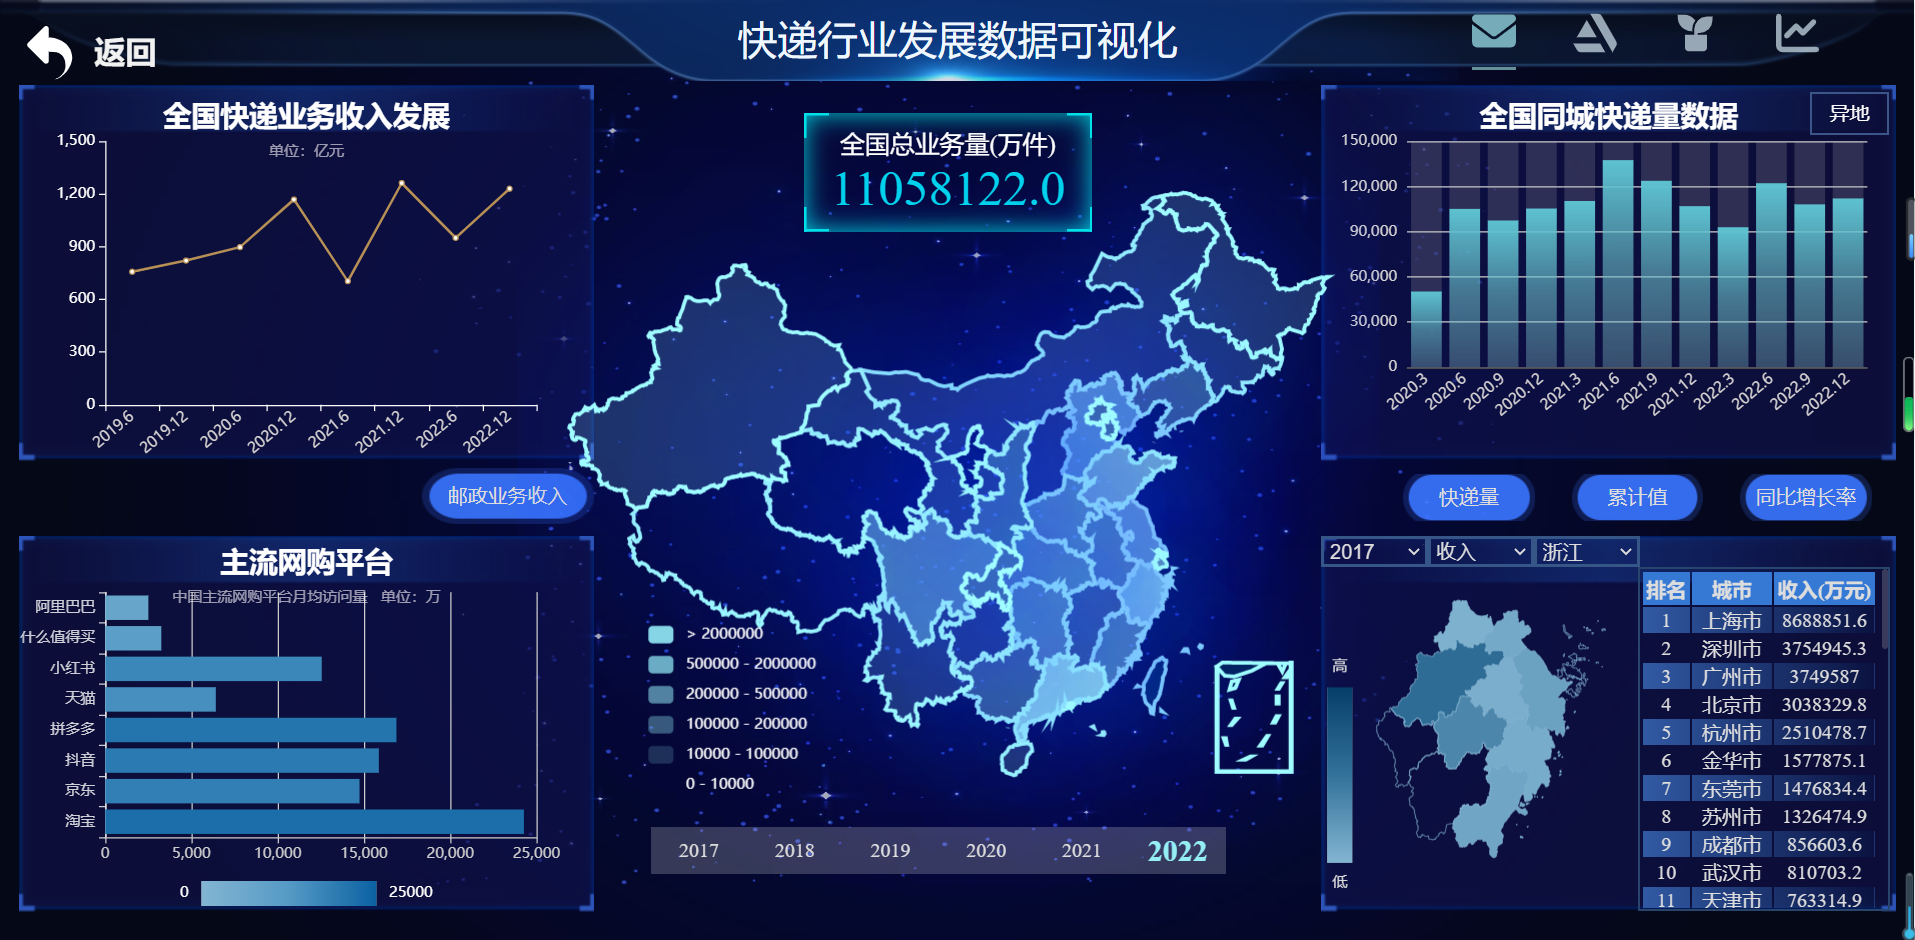 返回
快递行业发展数据可视化
全国快递业务收入发展
单位：亿元
1,500
1,200
900
600
300
0
2019.6
2019.12
2020.6
2020.12
2021.6
2021.12
2022.6
2022.12
邮政业务收入
主流网购平台
中国主流网购平台月均访问量 单位：万
阿里巴巴
什么值得买
小红书
天猫
拼多多
抖音
京东
淘宝
0
5,000
10,000
15,000
20,000
25,000
0
25000
全国总业务量(万件)
11058122.0
> 2000000
500000 - 2000000
200000 - 500000
100000 - 200000
10000 - 100000
0 - 10000
2017
2018
2019
2020
2021
2022
全国同城快递量数据
异地
150,000
120,000
90,000
60,000
30,000
0
2020.3
2020.6
2020.9
2020.12
2021.3
2021.6
2021.9
2021.12
2022.3
2022.6
2022.9
2022.12
快递量
累计值
同比增长率
2017
收入
浙江
高
低
排名 城市 收入(万元)
1 上海市 8688851.6
2 深圳市 3754945.3
3 广州市 3749587
4 北京市 3038329.8
5 杭州市 2510478.7
6 金华市 1577875.1
7 东莞市 1476834.4
8 苏州市 1326474.9
9 成都市 856603.6
10 武汉市 810703.2
11 天津市 763314.9